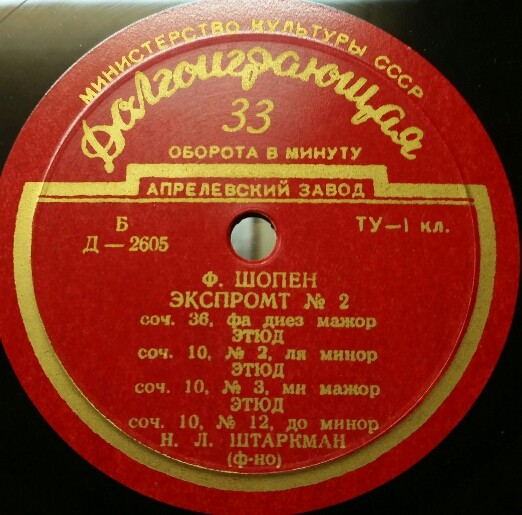 МИНИСТЕРСТВО КУЛЬТУРЫ СССР
Долгоиграющая
33
ОБОРОТА В МИНУТУ
АПРЕЛЕВСКИЙ ЗАВОД
Б
Д — 2605
ТУ—1 кл.
Ф. ШОПЕН
ЭКСПРОМТ № 2
соч. 36, фа диез мажор
ЭТЮД
соч. 10, № 2, ля минор
ЭТЮД
соч. 10, № 3, ми мажор
ЭТЮД
соч. 10, № 12, до минор
Н. Л. ШТАРКМАН
(ф-но)